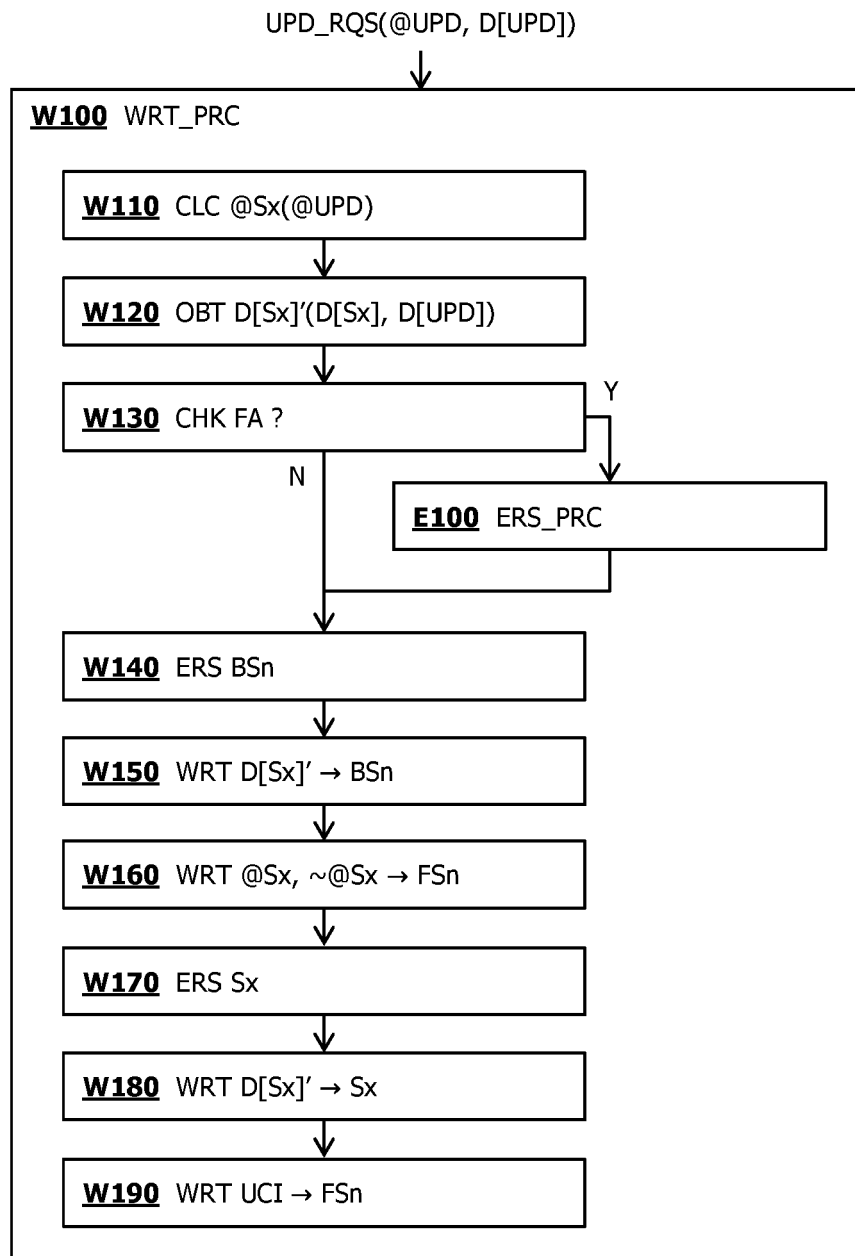 UPD_RQS(@UPD, D[UPD])
W100 WRT_PRC
W110 CLC @Sx(@UPD)
W120 OBT D[Sx]′(D[Sx], D[UPD])
W130 CHK FA ?
Y
N
E100 ERS_PRC
W140 ERS BSn
W150 WRT D[Sx]′ → BSn
W160 WRT @Sx, ~@Sx → FSn
W170 ERS Sx
W180 WRT D[Sx]′ → Sx
W190 WRT UCI → FSn